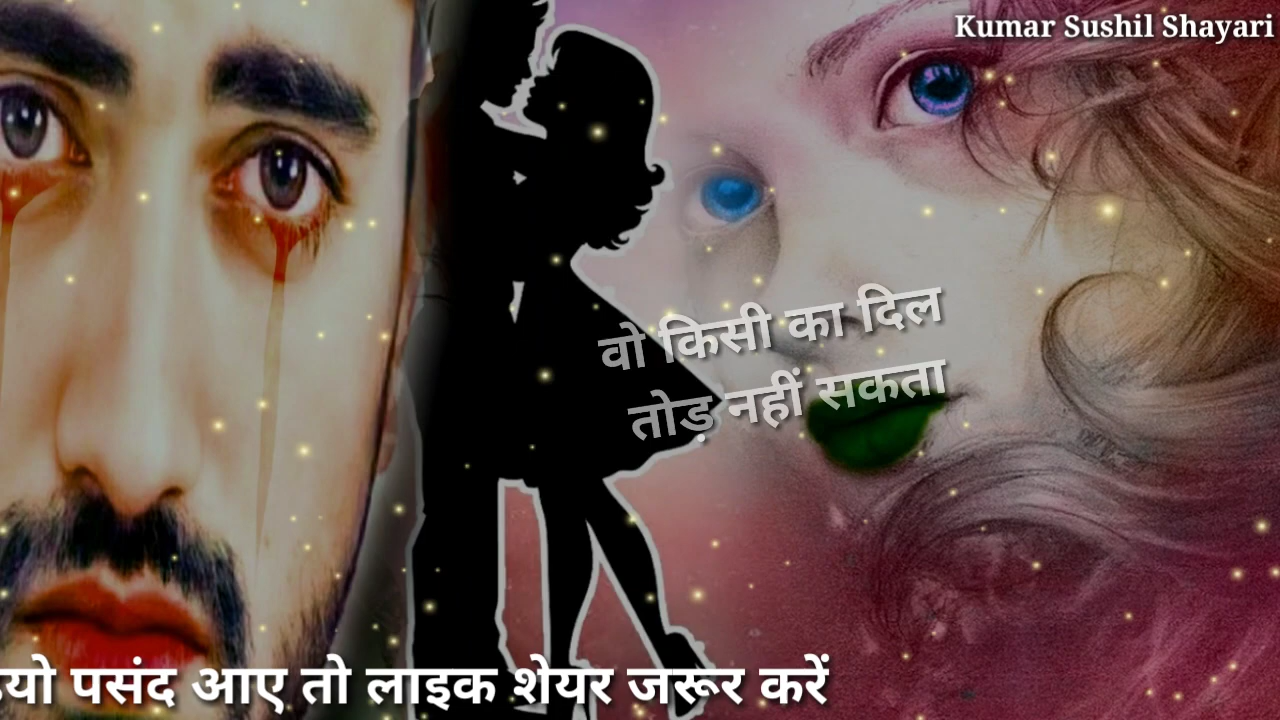 Kumar Sushil Shayari
वो किसी का दिल
तोड़ नहीं सकता
पसंद आए तो लाइक शेयर जरूर करें